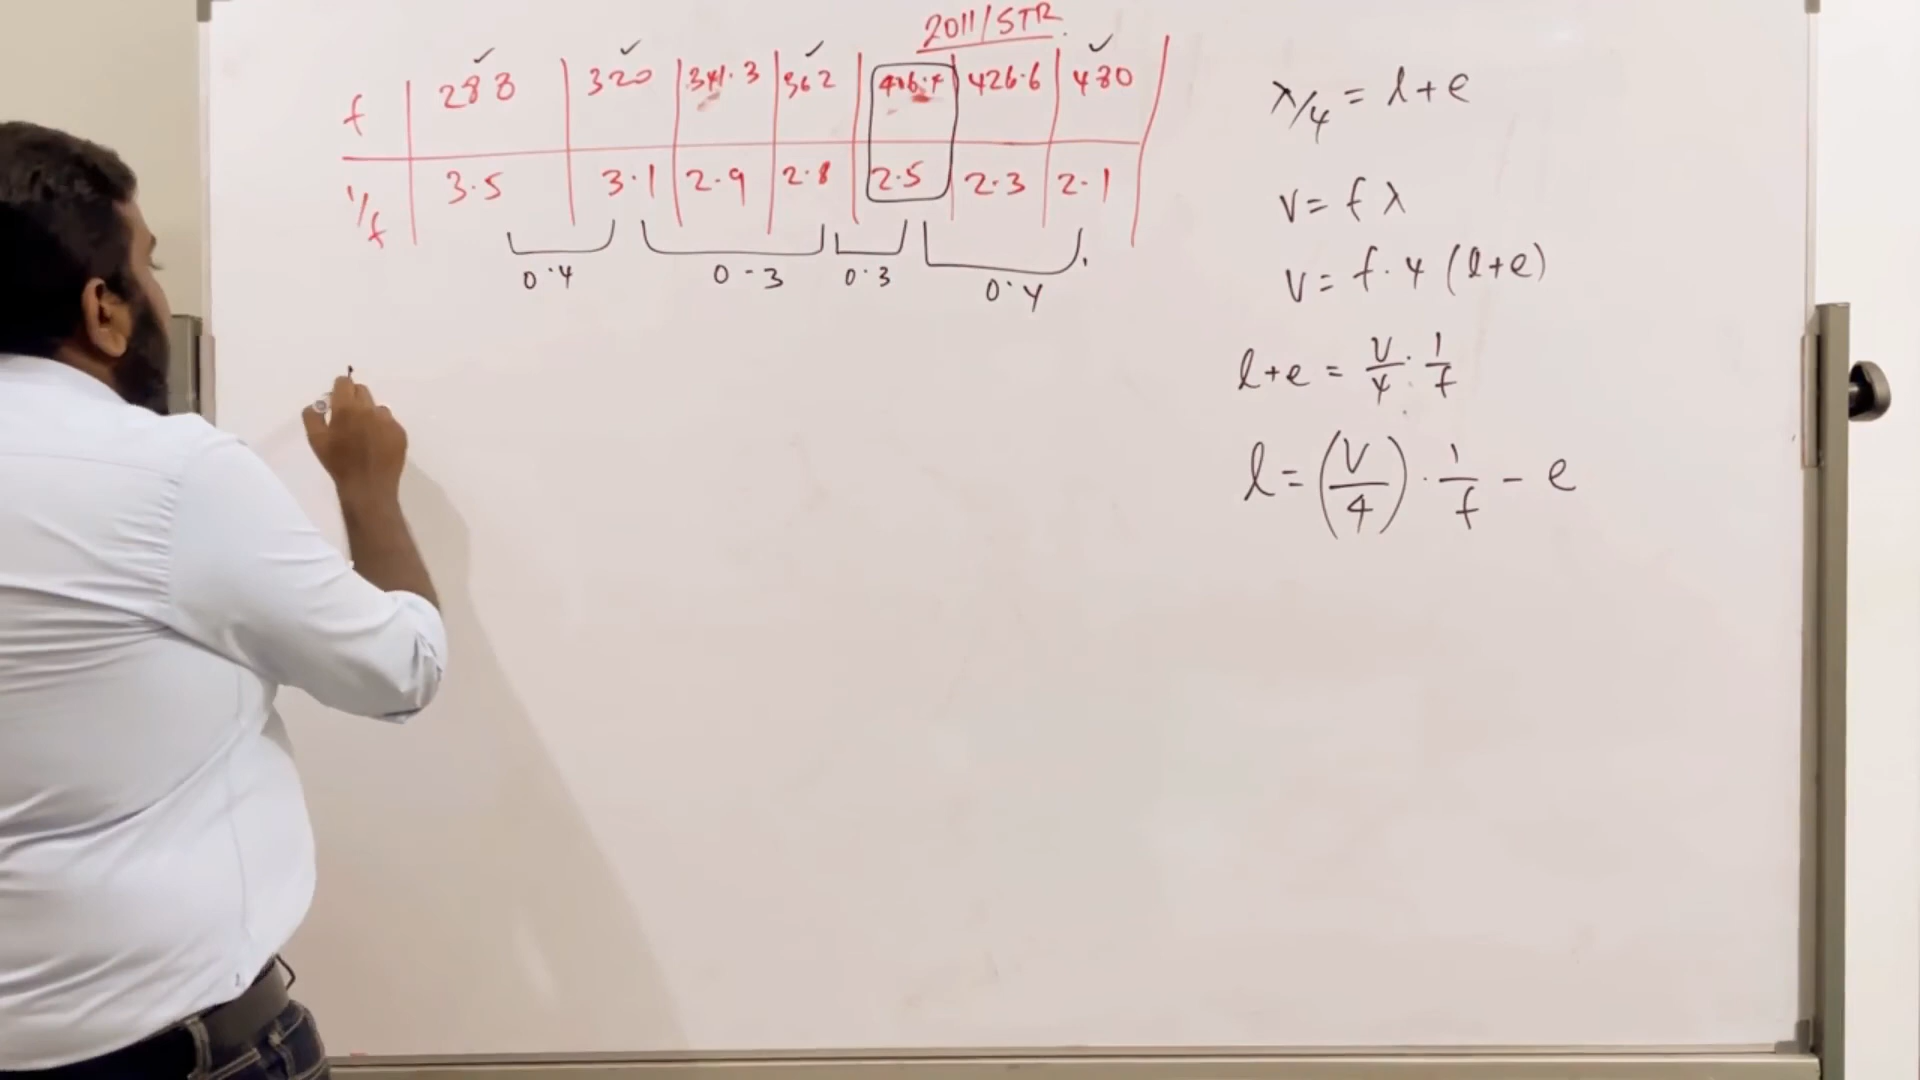 2011/STR.
f 288 320 341.3 362 406.4 426.6 480
1/f 3.5 3.1 2.9 2.8 2.5 2.3 2.1
0.4 0-3 0.3 0.4
λ/4 = l+e
v = f λ
v = f. 4 (l+e)
l+e = v/4 . 1/f
l = (v/4) . 1/f - e